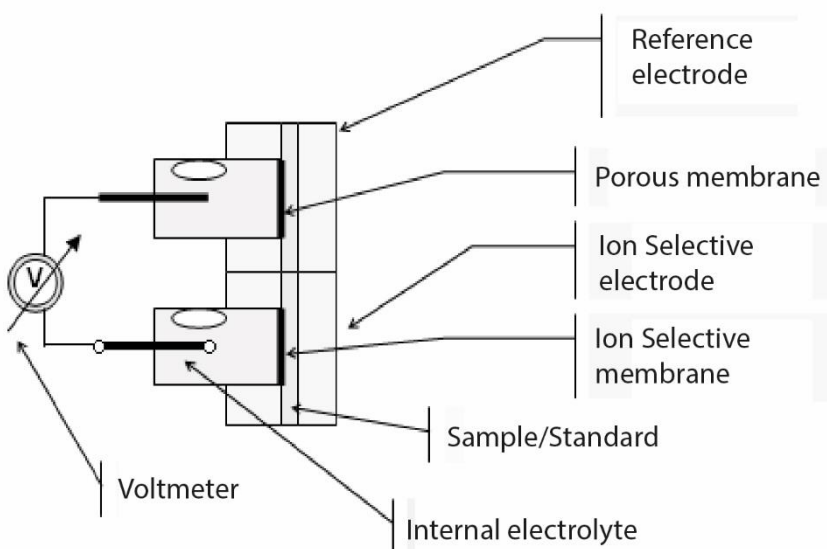 Reference
electrode
Porous membrane
Ion Selective
electrode
V
Ion Selective
membrane
Sample/Standard
Voltmeter
Internal electrolyte